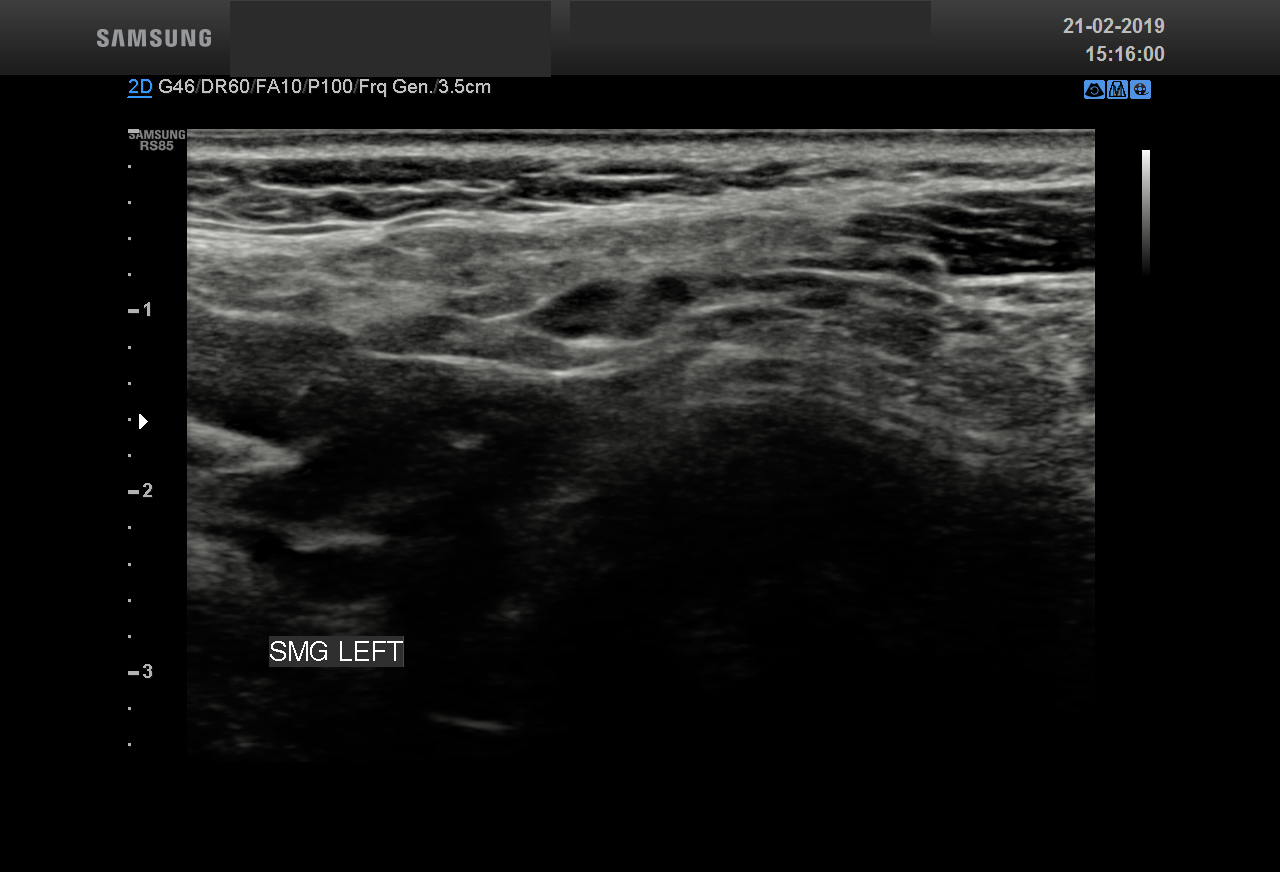 SAMSUNG
21-02-2019
15:16:00
2D G46/DR60/FA10/P100/Frq Gen./3.5cm
M
SAMSUNG
RS85
1
2
SMG LEFT
3